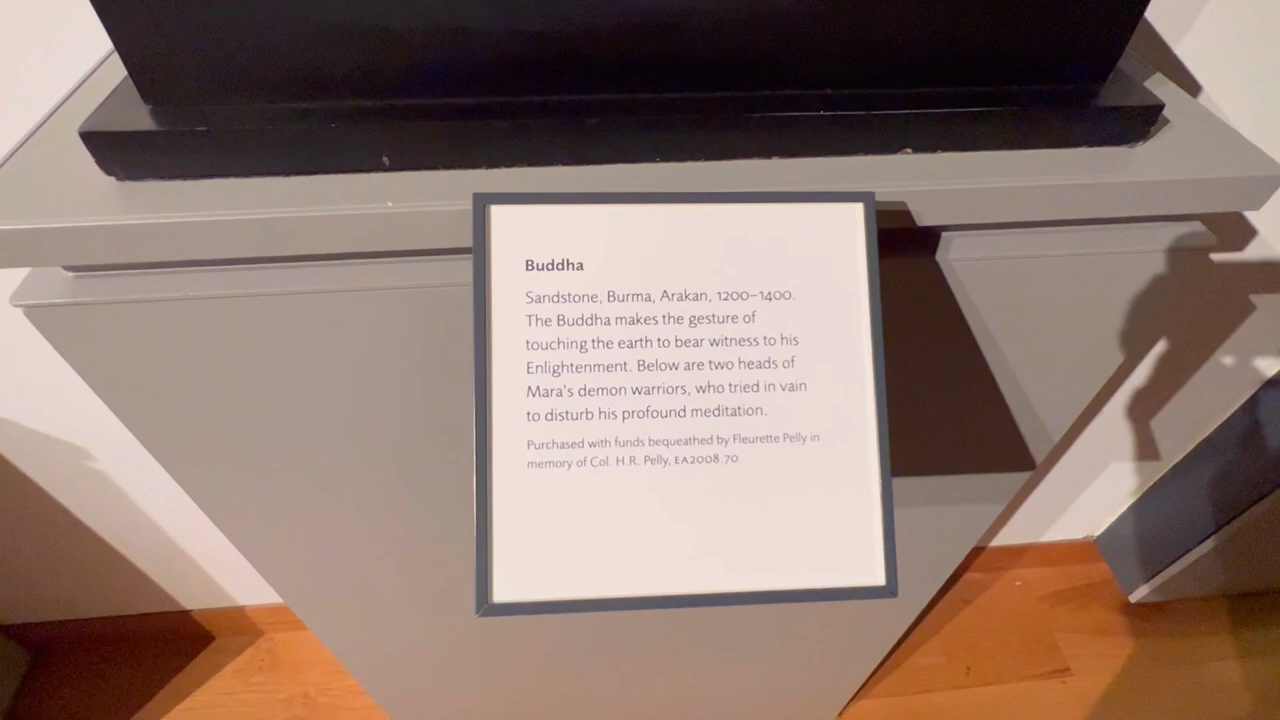 Buddha
Sandstone, Burma, Arakan, 1200–1400.
The Buddha makes the gesture of
touching the earth to bear witness to his
Enlightenment. Below are two heads of
Mara's demon warriors, who tried in vain
to disturb his profound meditation.
Purchased with funds bequeathed by Fleurette Pelly in
memory of Col. H.R. Pelly, EA2008.70